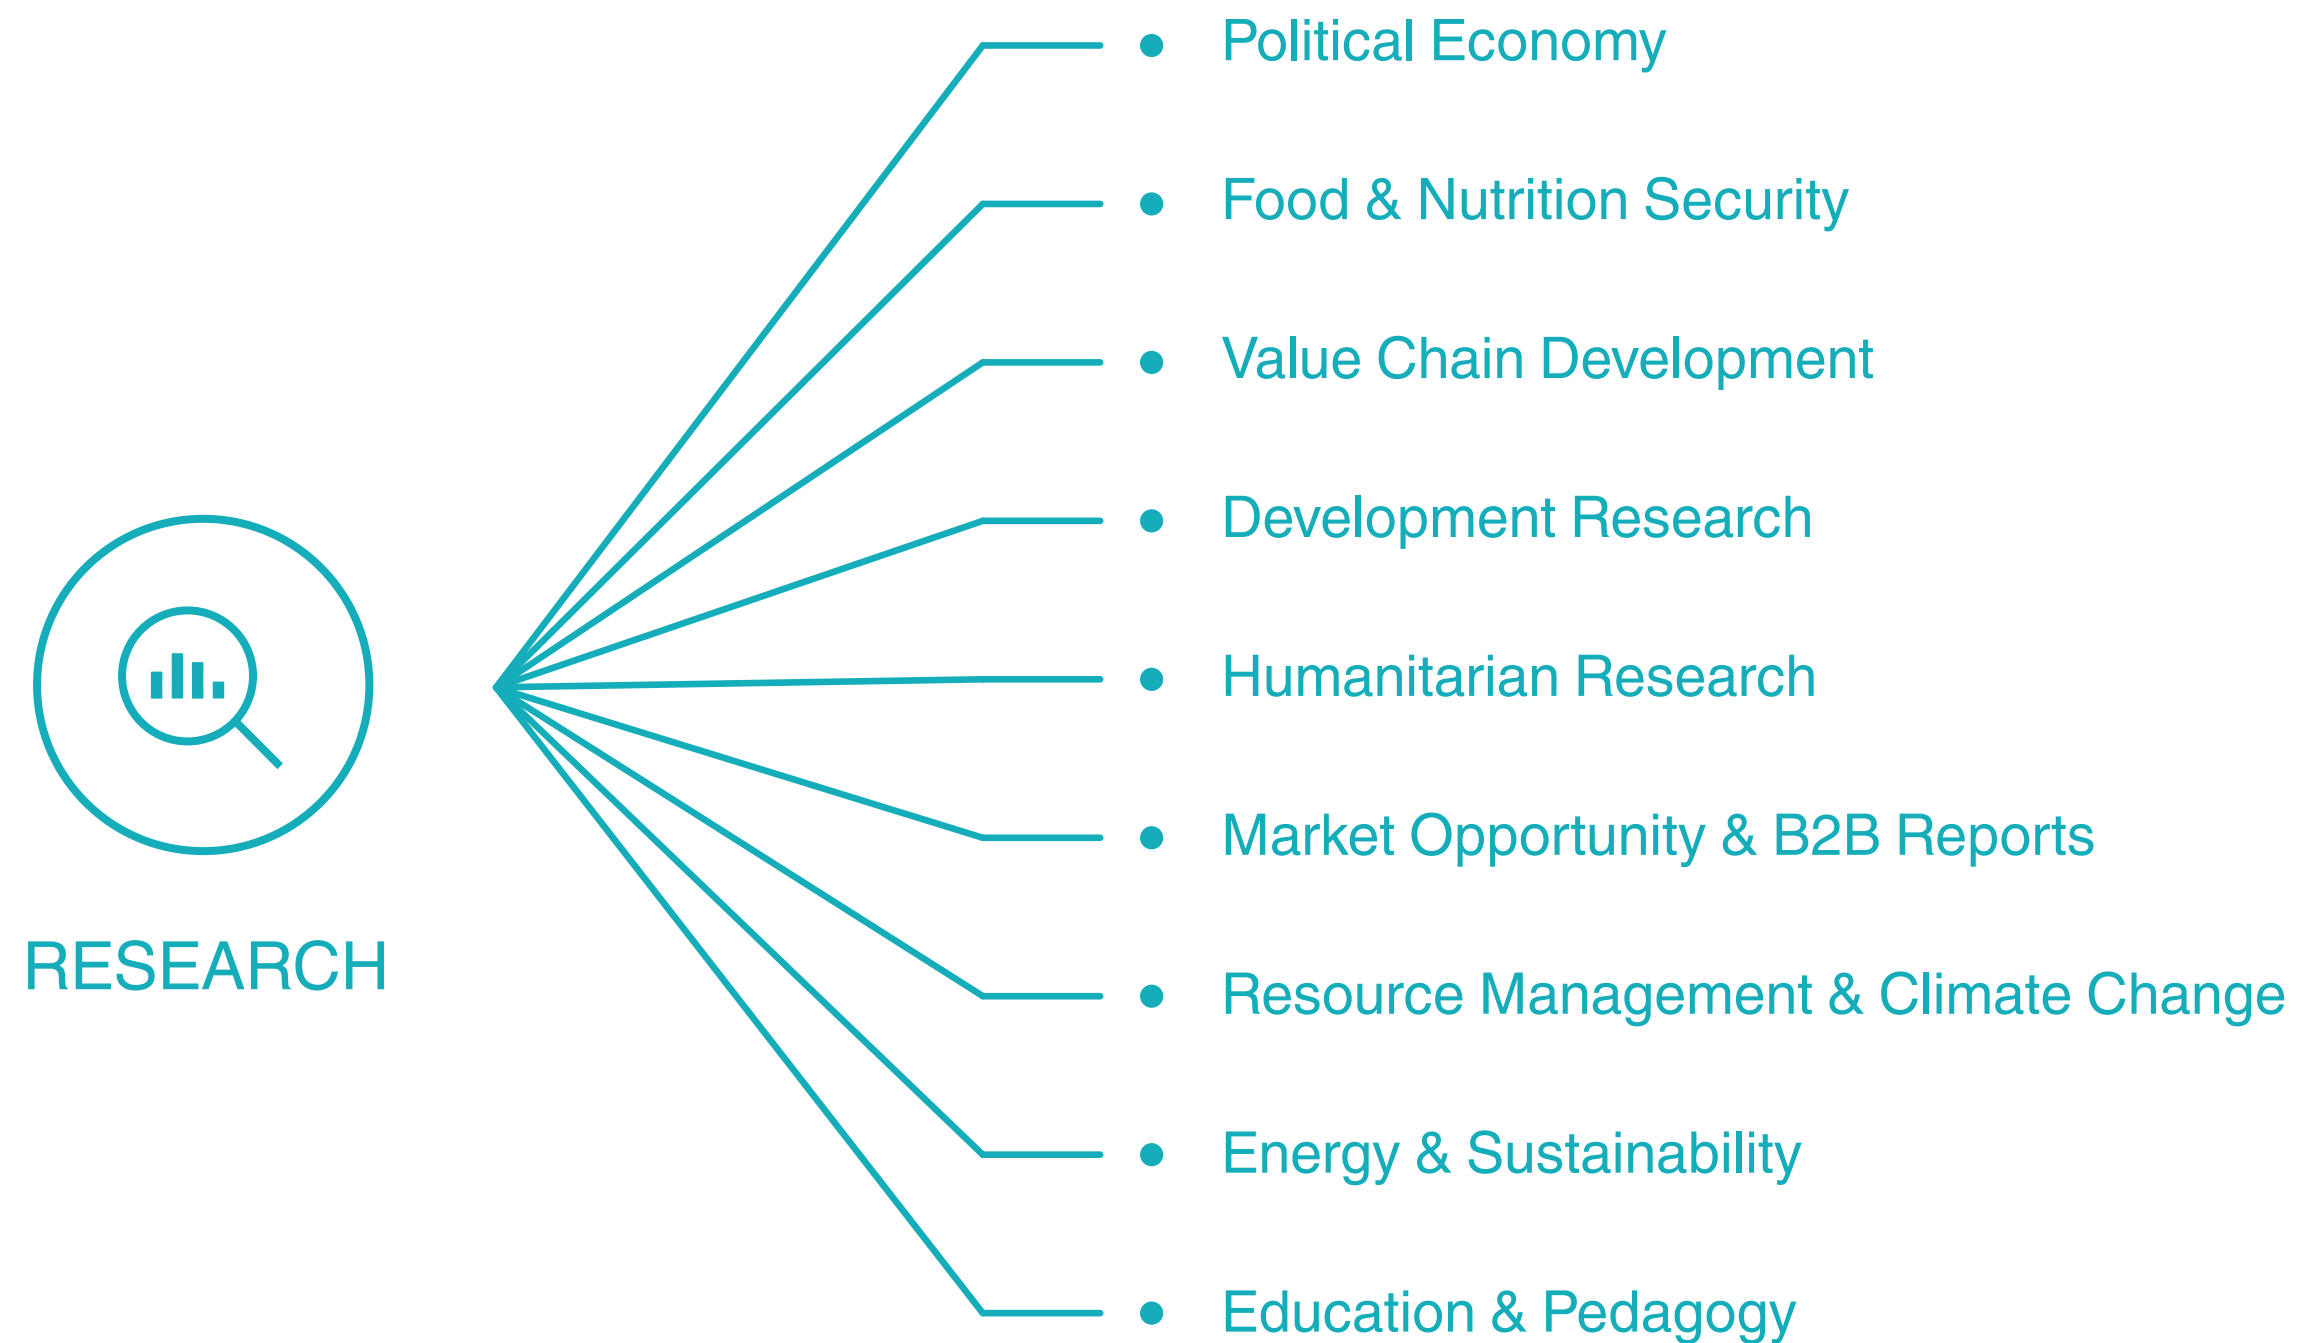 Political Economy
Food & Nutrition Security
Value Chain Development
Development Research
Humanitarian Research
Market Opportunity & B2B Reports
RESEARCH
Resource Management & Climate Change
Energy & Sustainability
Education & Pedagogy